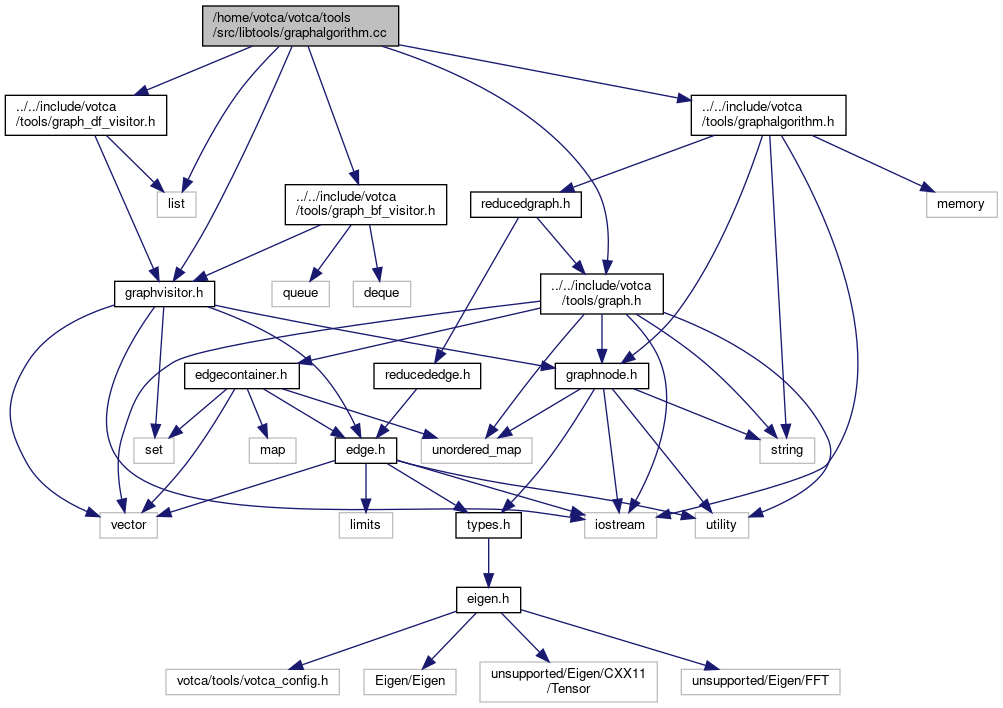 /home/votca/votca/tools
/src/libtools/graphalgorithm.cc
../../include/votca
/tools/graph_df_visitor.h
../../include/votca
/tools/graphalgorithm.h
list
../../include/votca
/tools/graph_bf_visitor.h
reducedgraph.h
memory
graphvisitor.h
queue
deque
../../include/votca
/tools/graph.h
edgecontainer.h
reducededge.h
graphnode.h
set
map
edge.h
unordered_map
string
vector
limits
types.h
iostream
utility
eigen.h
votca/tools/votca_config.h
Eigen/Eigen
unsupported/Eigen/CXX11
/Tensor
unsupported/Eigen/FFT